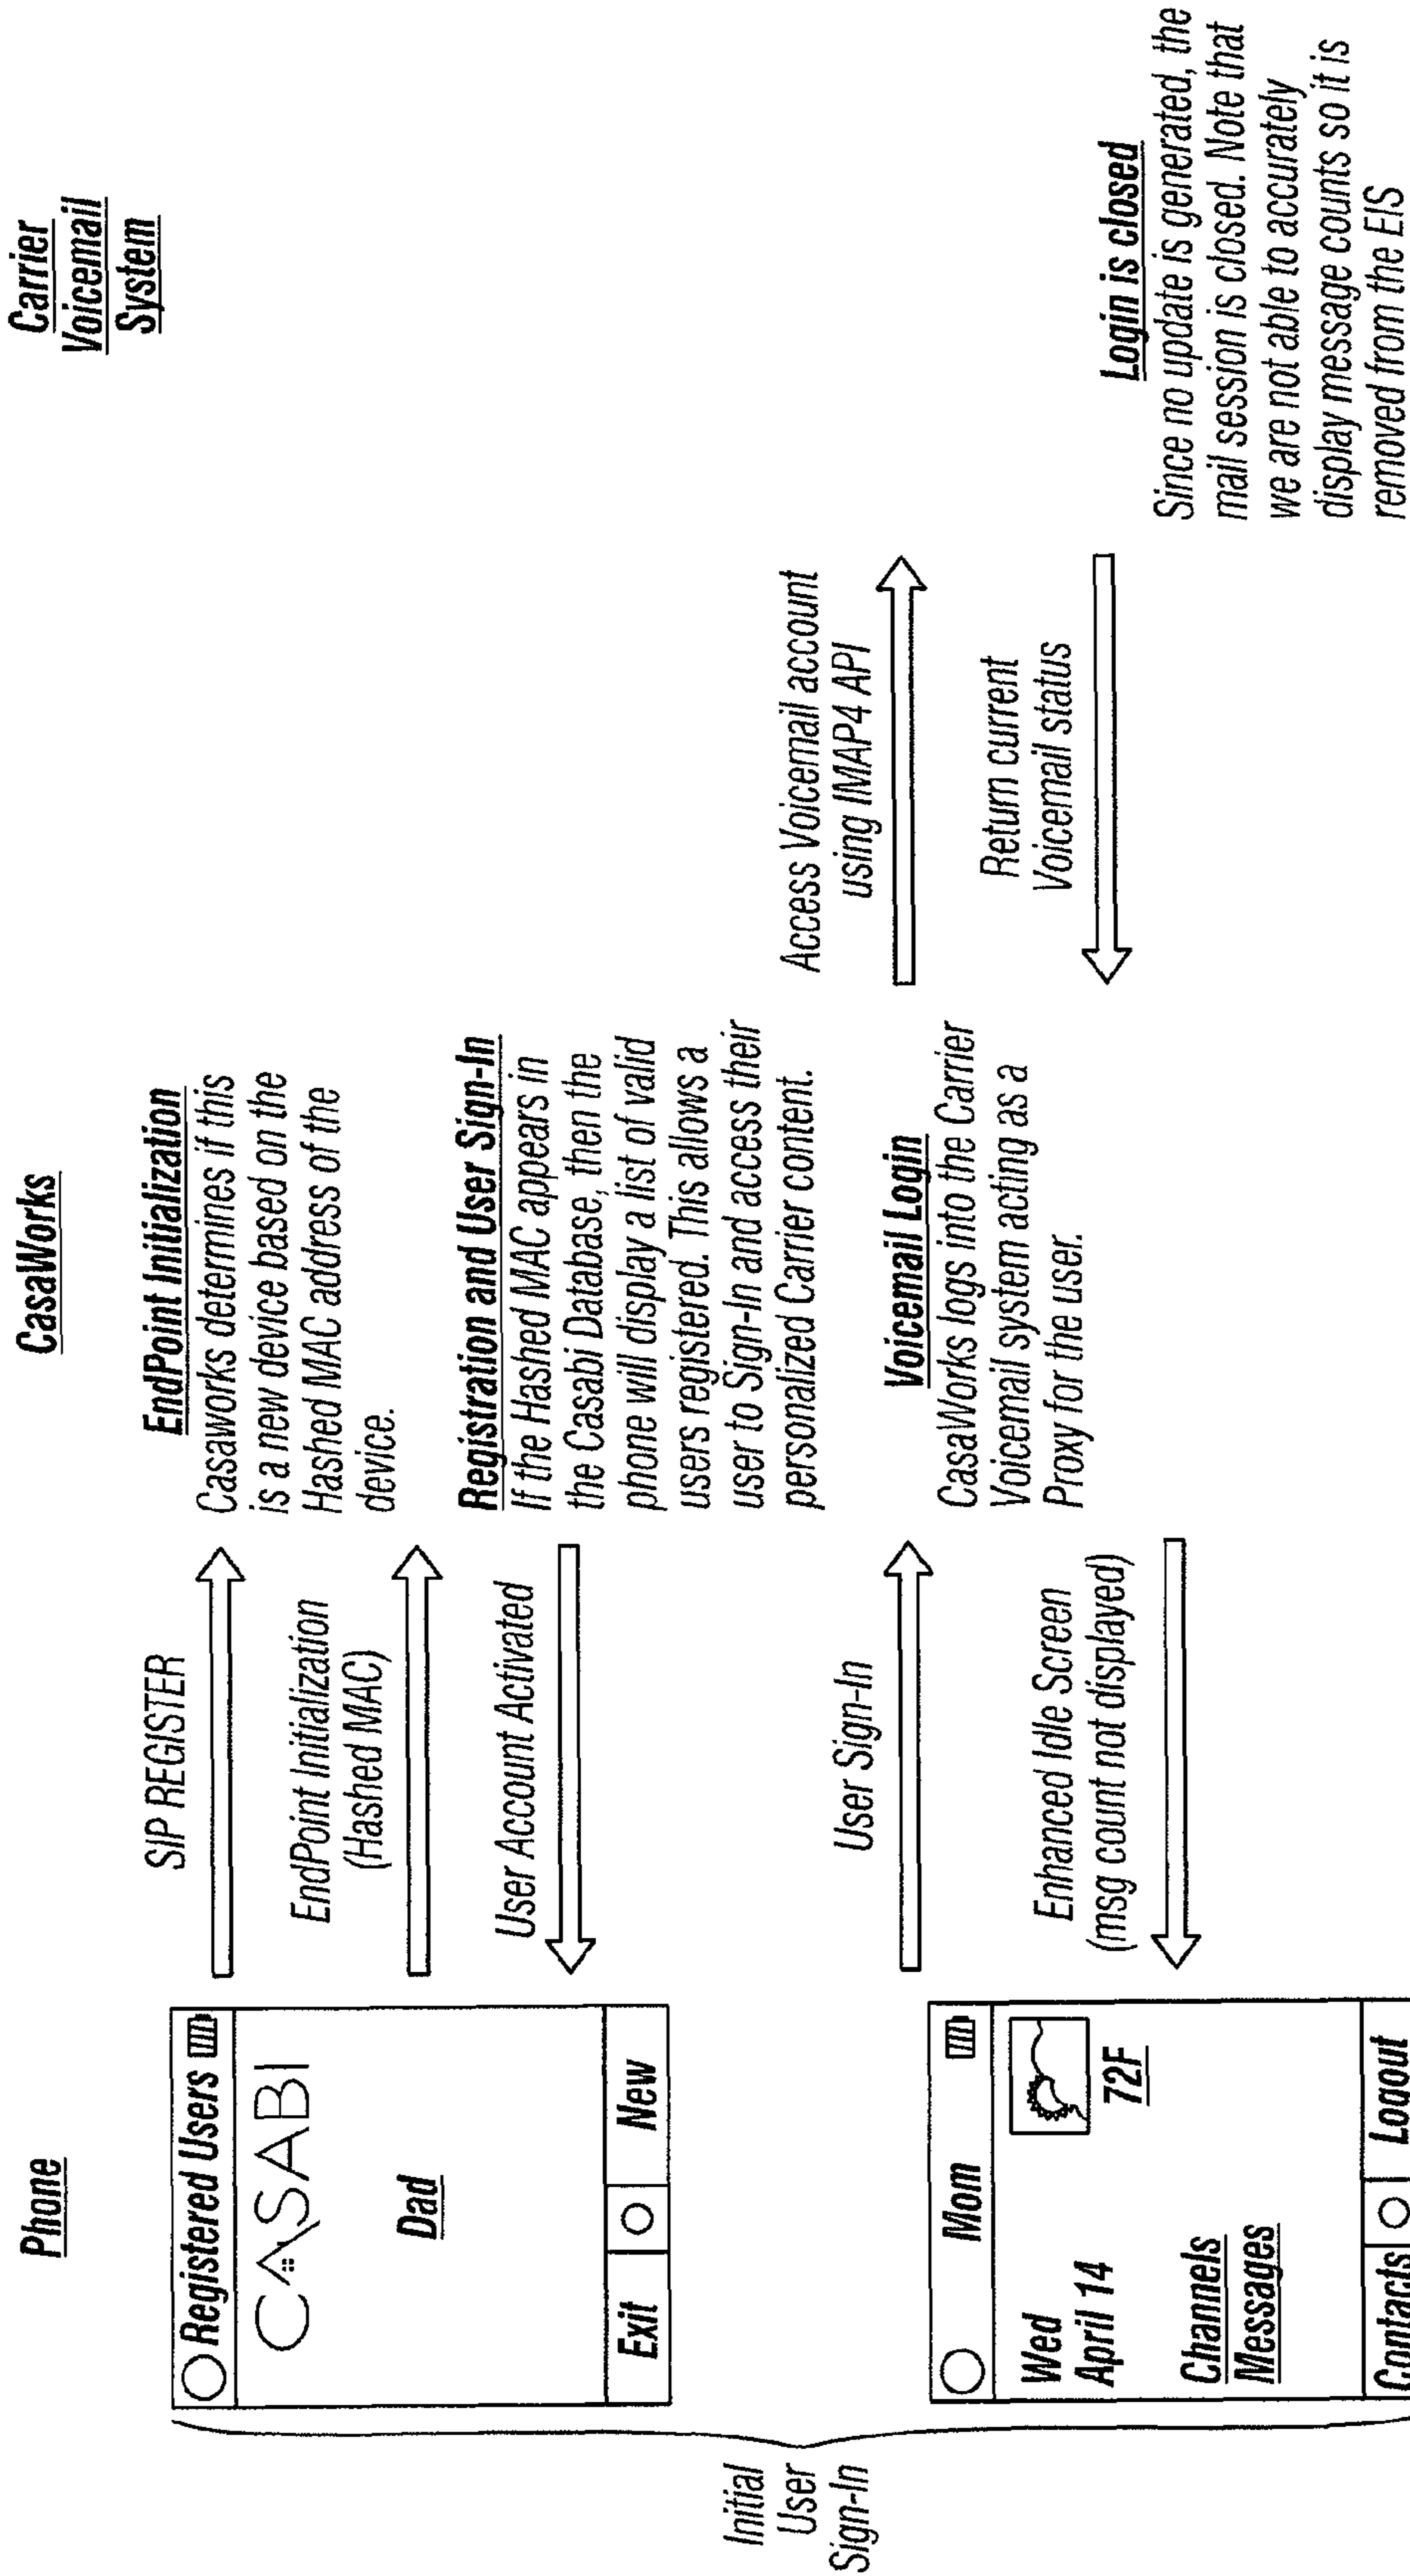 Phone
CasaWorks
Carrier
Voicemail
System
Initial
User
Sign-In
Registered Users
CASABI
Dad
Exit
New
SIP REGISTER
EndPoint Initialization
(Hashed MAC)
User Account Activated
EndPoint Initialization
Casaworks determines if this
is a new device based on the
Hashed MAC address of the
device.
Registration and User Sign-In
If the Hashed MAC appears in
the Casabi Database, then the
phone will display a list of valid
users registered. This allows a
user to Sign-In and access their
personalized Carrier content.
Mom
Wed
April 14
72F
Channels
Messages
Contacts
Logout
User Sign-In
Enhanced Idle Screen
(msg count not displayed)
Voicemail Login
CasaWorks logs into the Carrier
Voicemail system acting as a
Proxy for the user.
Access Voicemail account
using IMAP4 API
Return current
Voicemail status
Login is closed
Since no update is generated, the
mail session is closed. Note that
we are not able to accurately
display message counts so it is
removed from the EIS